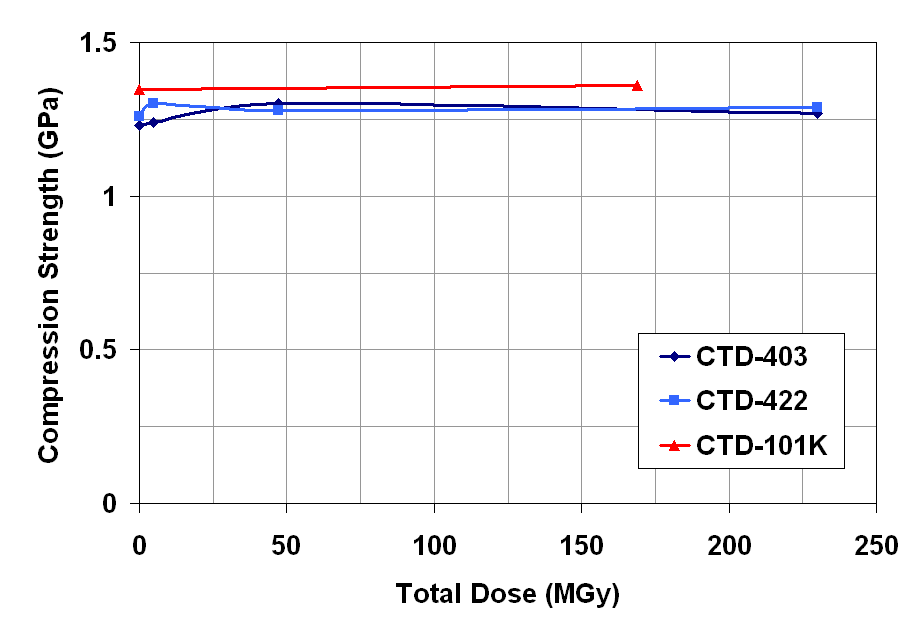 1.5
1
0.5
0
Compression Strength (GPa)
CTD-403
CTD-422
CTD-101K
0 50 100 150 200 250
Total Dose (MGy)